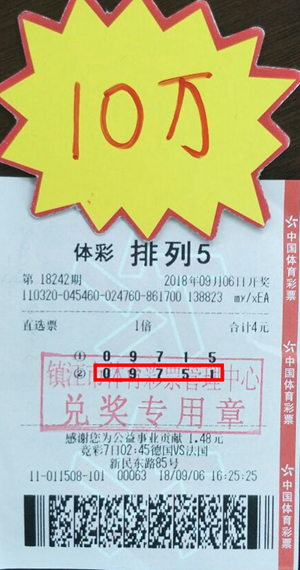 10万
体彩 排列5
第 18242期 2018年09月06日开奖
110320-045460-024760-861700 138823 mv/xEA
直选票 1倍 合计4元
(1) 0 9 7 1 5
(2) 0 9 7 5 1
镇江市体育彩票管理中心
兑奖专用章
感谢您为公益事业贡献 1.48元
竞彩7日02:45德国VS法国
新民东路85号
11-011508-101 00063 18/09/06 16:25:25
中国体育彩票
中国体育彩票
中国体育彩票